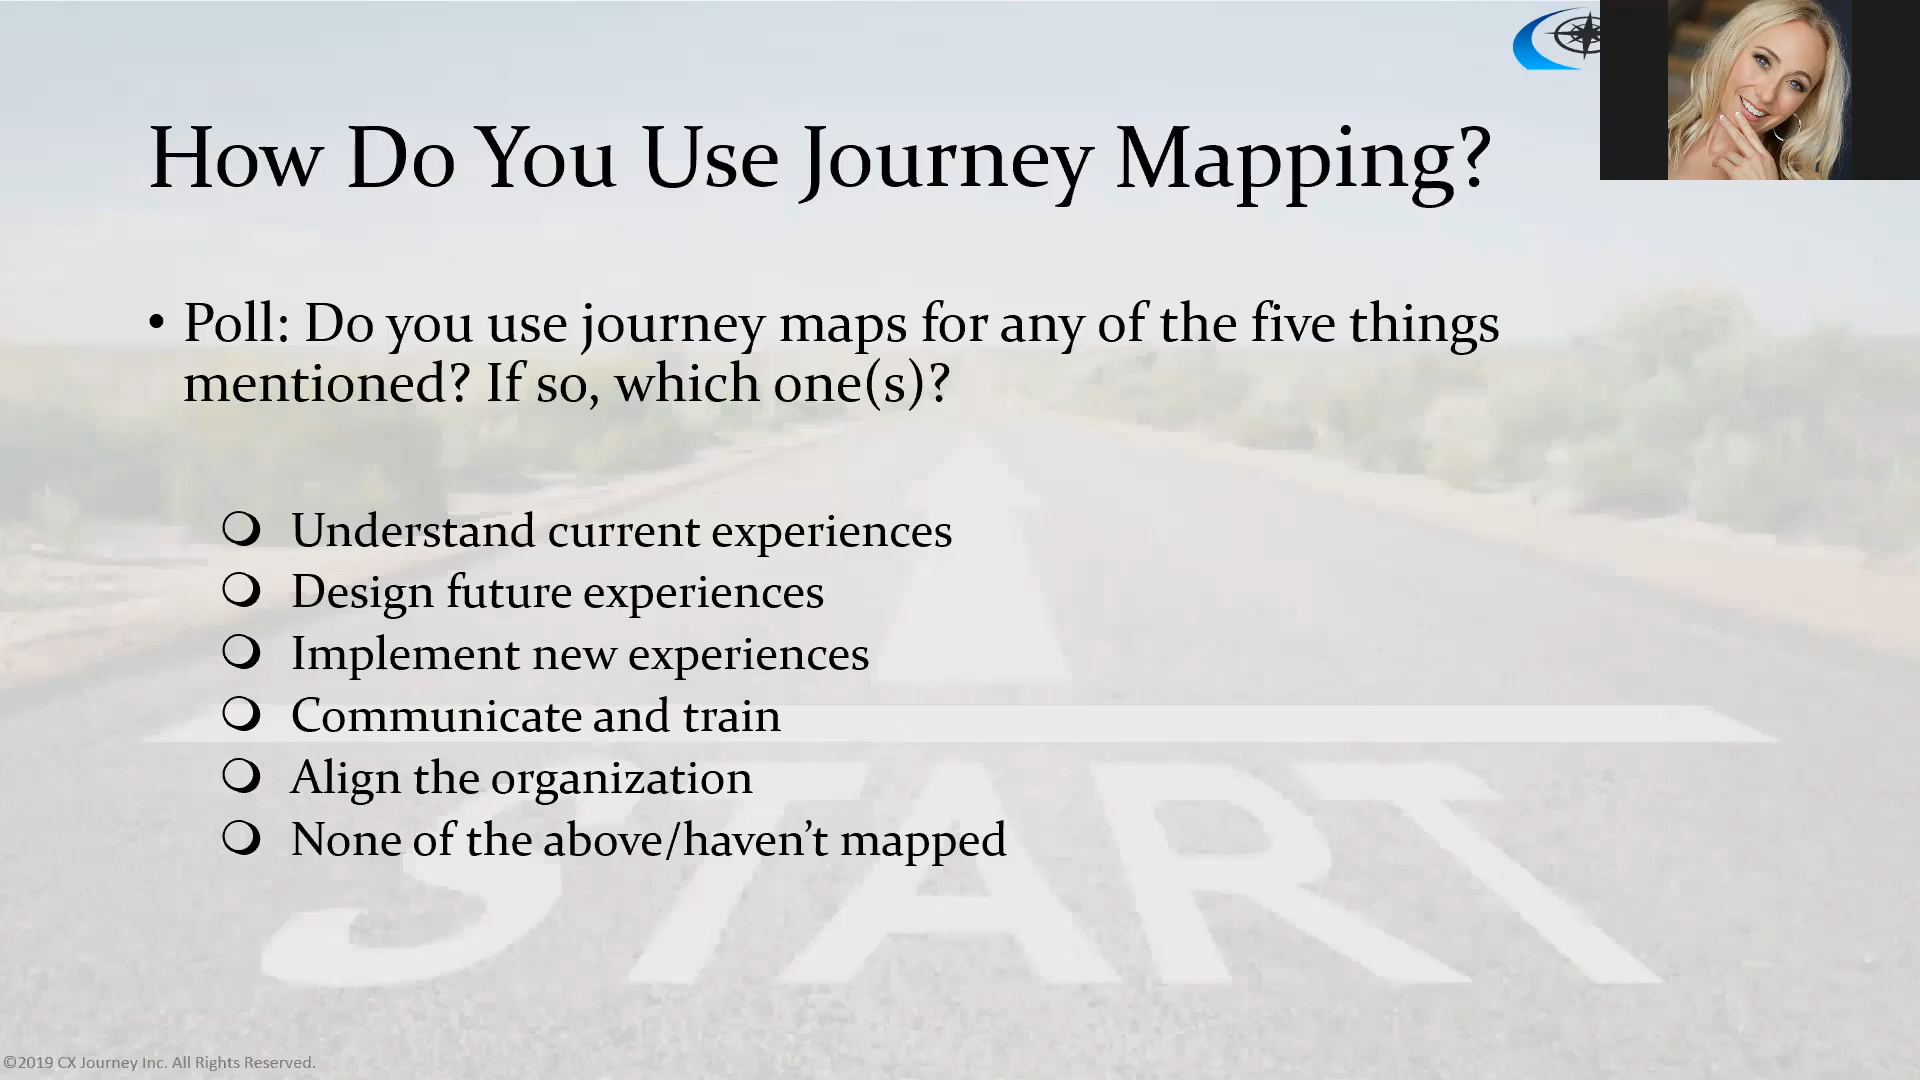 How Do You Use Journey Mapping?
• Poll: Do you use journey maps for any of the five things
mentioned? If so, which one(s)?
Understand current experiences
Design future experiences
Implement new experiences
Communicate and train
Align the organization
None of the above/haven’t mapped
START
©2019 CX Journey Inc. All Rights Reserved.